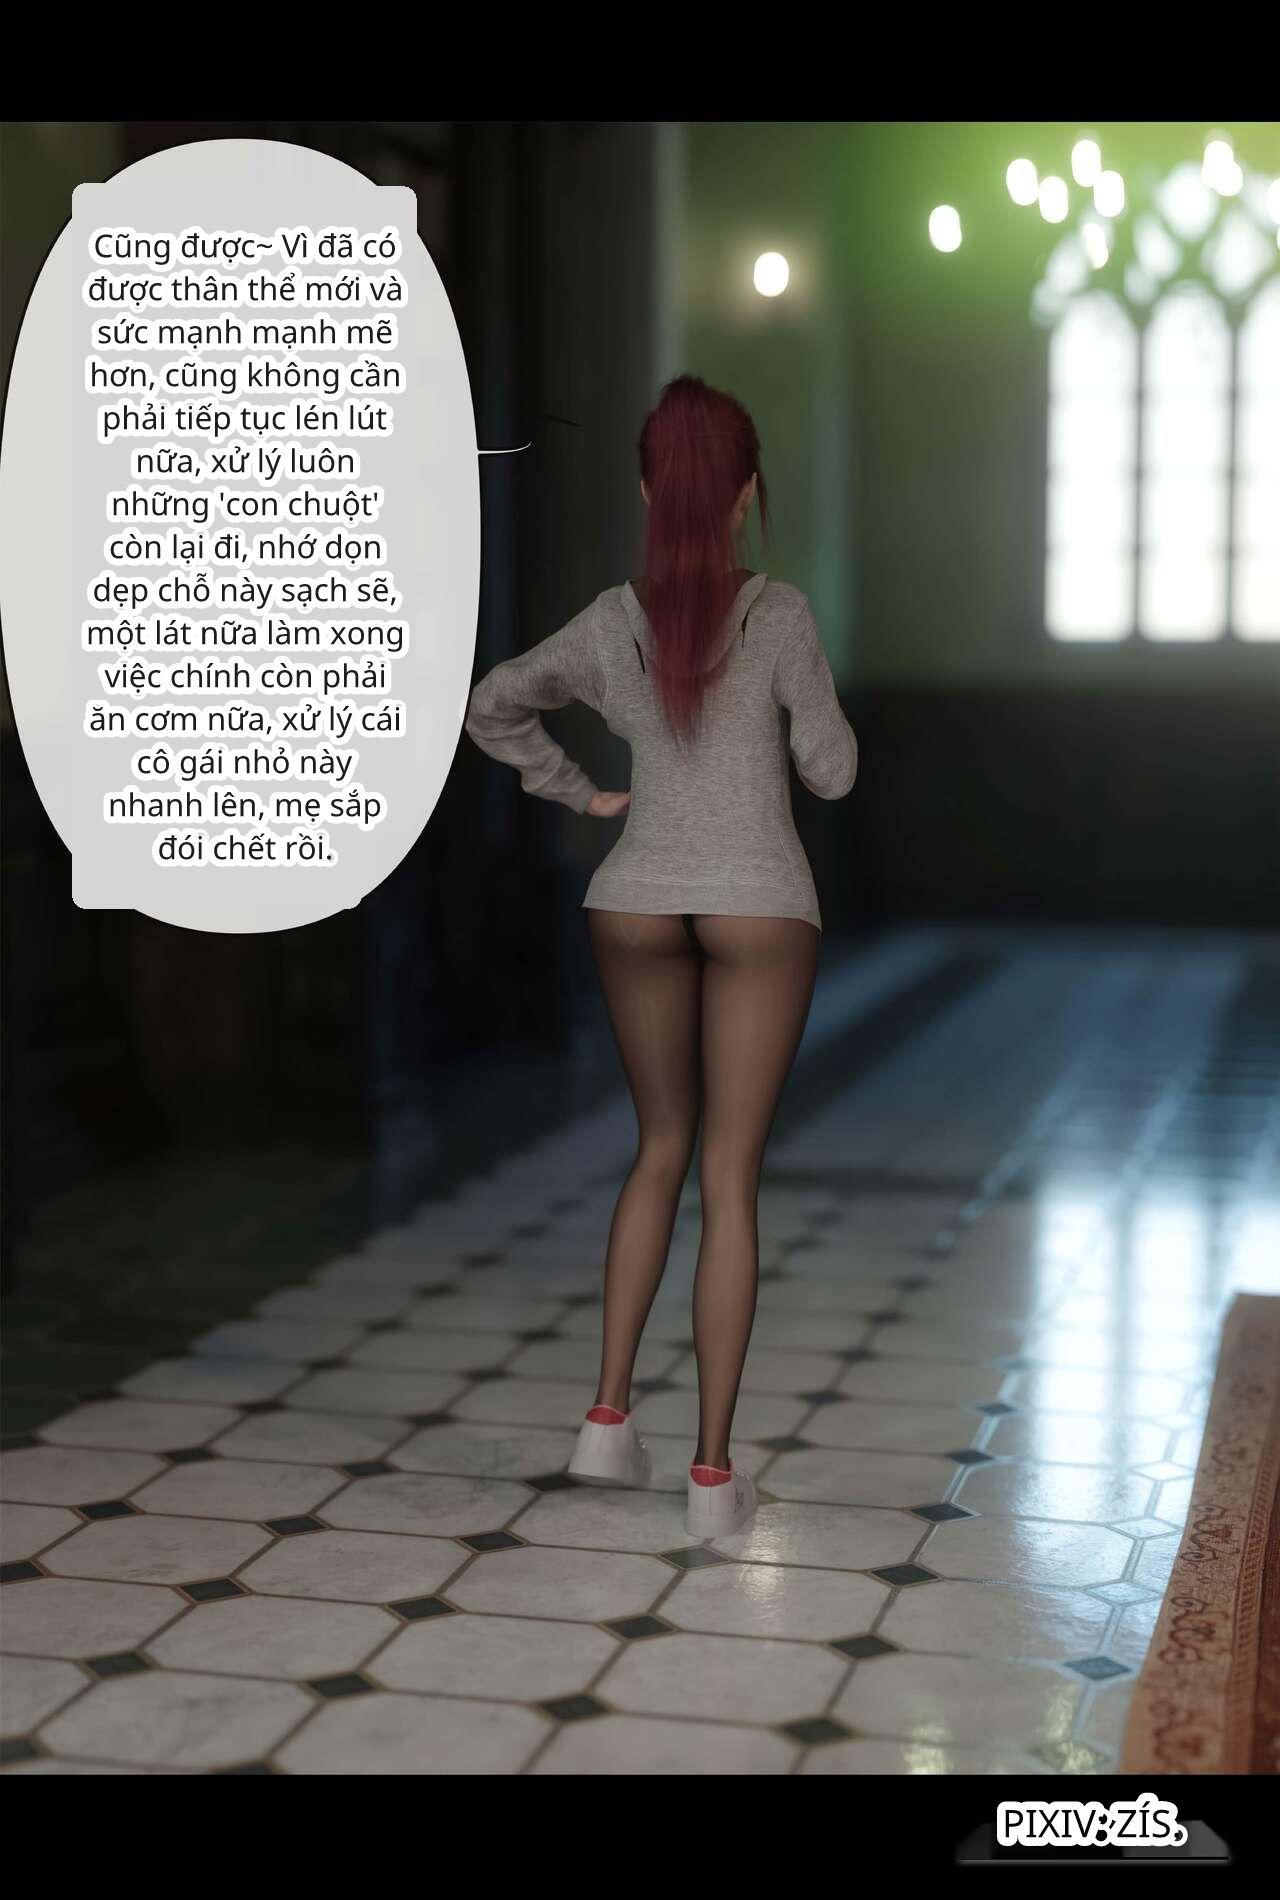 Cũng được~ Vì đã có
được thân thể mới và
sức mạnh mạnh mẽ
hơn, cũng không cần
phải tiếp tục lén lút
nữa, xử lý luôn
những 'con chuột'
còn lại đi, nhớ dọn
dẹp chỗ này sạch sẽ,
một lát nữa làm xong
việc chính còn phải
ăn cơm nữa, xử lý cái
cô gái nhỏ này
nhanh lên, mẹ sắp
đói chết rồi.
PIXIV:ZÍS,